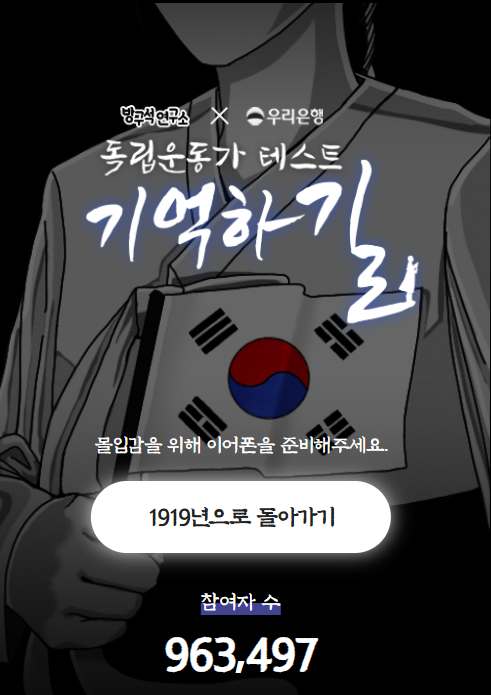 방구석 연구소 × 우리은행
독립운동가 테스트
기억하길
몰입감을 위해 이어폰을 준비해주세요.
1919년으로 돌아가기
참여자 수
963,497